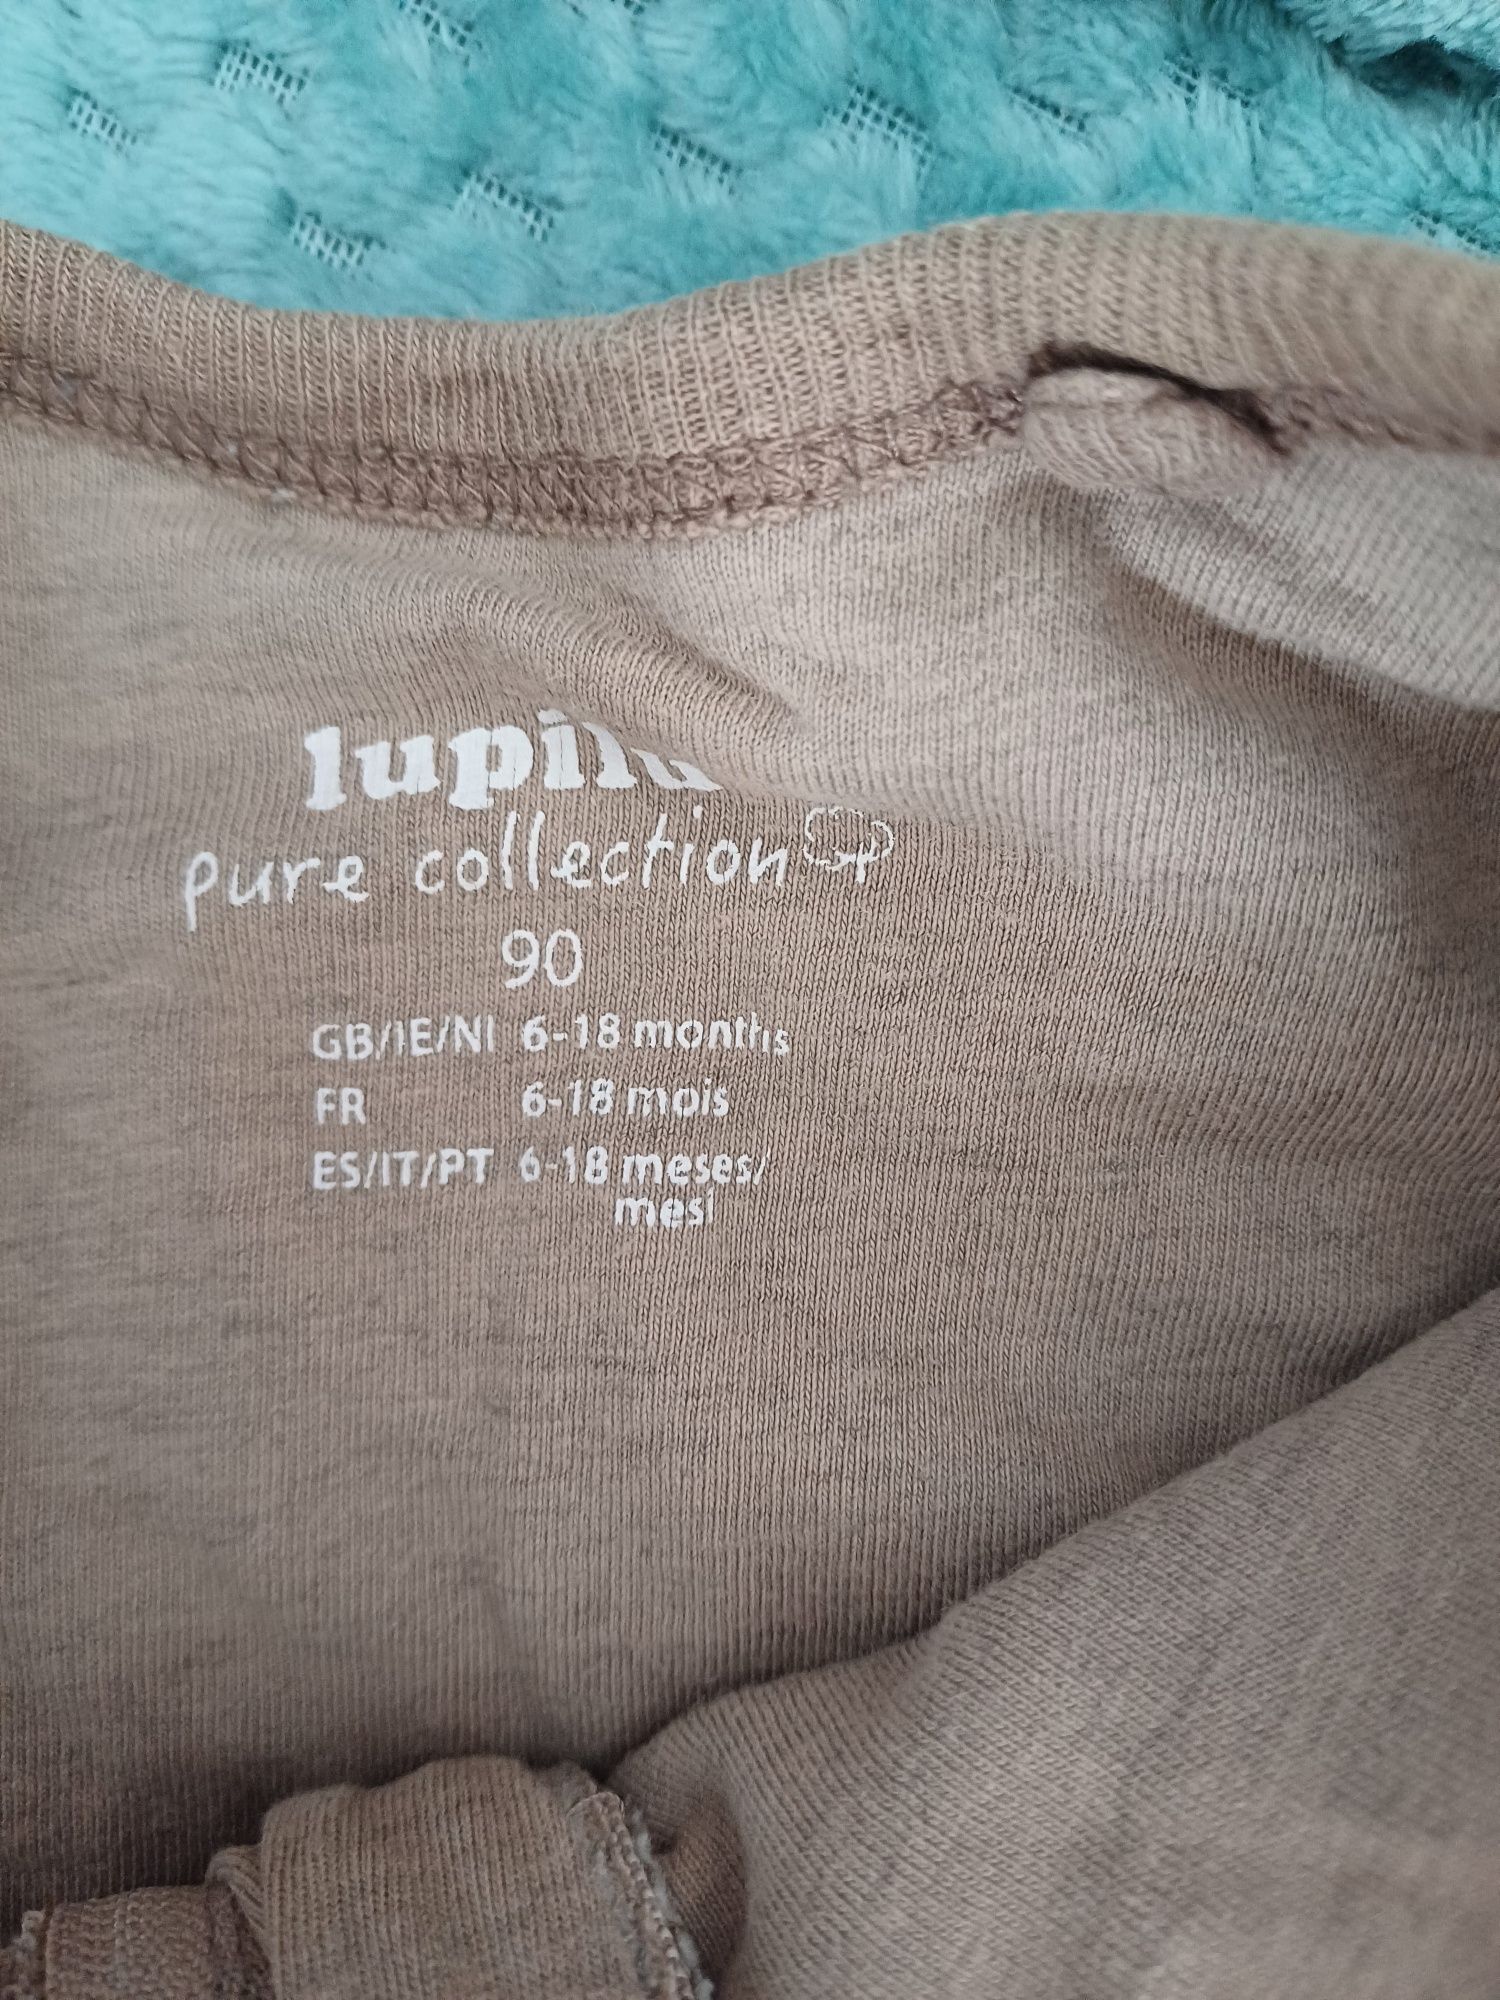 lupilu
pure collection
90
GB/IE/NI 6-18 months
FR 6-18 mois
ES/IT/PT 6-18 meses/
mesi